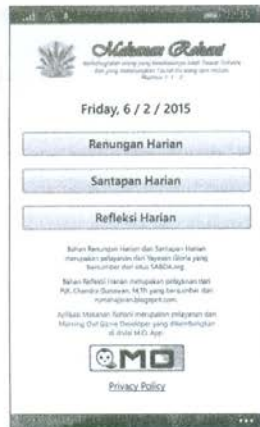 Makanan Rohani
Friday, 6 / 2 / 2015
Renungan Harian
Santapan Harian
Refleksi Harian
Bahan Renungan Harian dan Santapan Harian
merupakan pelayanan dari Yayasan Gloria yang
bersumber dari situs SABDA.org.
Bahan Refleksi Harian merupakan pelayanan dari
Pdt. Chandra Gunawan, M.Th yang bersumber dari
Aplikasi Makanan Rohani merupakan pelayanan dari
Morning Owl Game Developer yang dikembangkan
di divisi M.O. App
MO
Privacy Policy